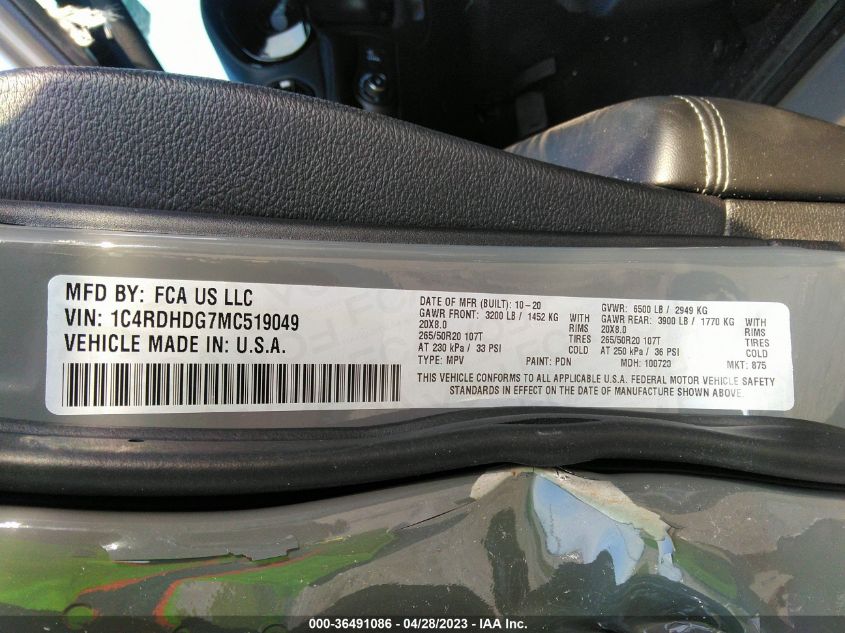 MFD BY: FCA US LLC
VIN: 1C4RDHDG7MC519049
VEHICLE MADE IN: U.S.A.
DATE OF MFR (BUILT): 10-20
GAWR FRONT: 3200 LB / 1452 KG
20X8.0 RIMS
265/50R20 107T TIRES
AT 230 kPa / 33 PSI COLD
TYPE: MPV PAINT: PDN
GVWR: 6500 LB / 2949 KG
GAWR REAR: 3900 LB / 1770 KG
20X8.0 RIMS
265/50R20 107T TIRES
AT 250 kPa / 36 PSI COLD
MDH: 100720 MKT: 875
THIS VEHICLE CONFORMS TO ALL APPLICABLE U.S.A. FEDERAL MOTOR VEHICLE SAFETY
STANDARDS IN EFFECT ON THE DATE OF MANUFACTURE SHOWN ABOVE.
000-36491086 - 04/28/2023 - IAA Inc.